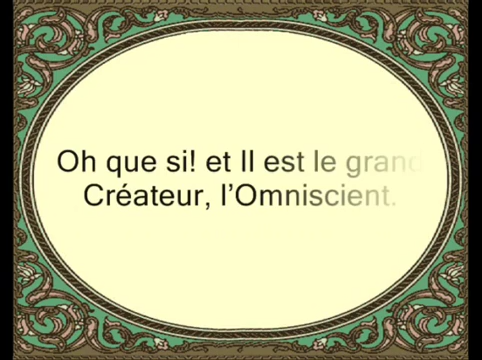 Oh que si! et Il est le grand
Créateur, l’Omniscient.